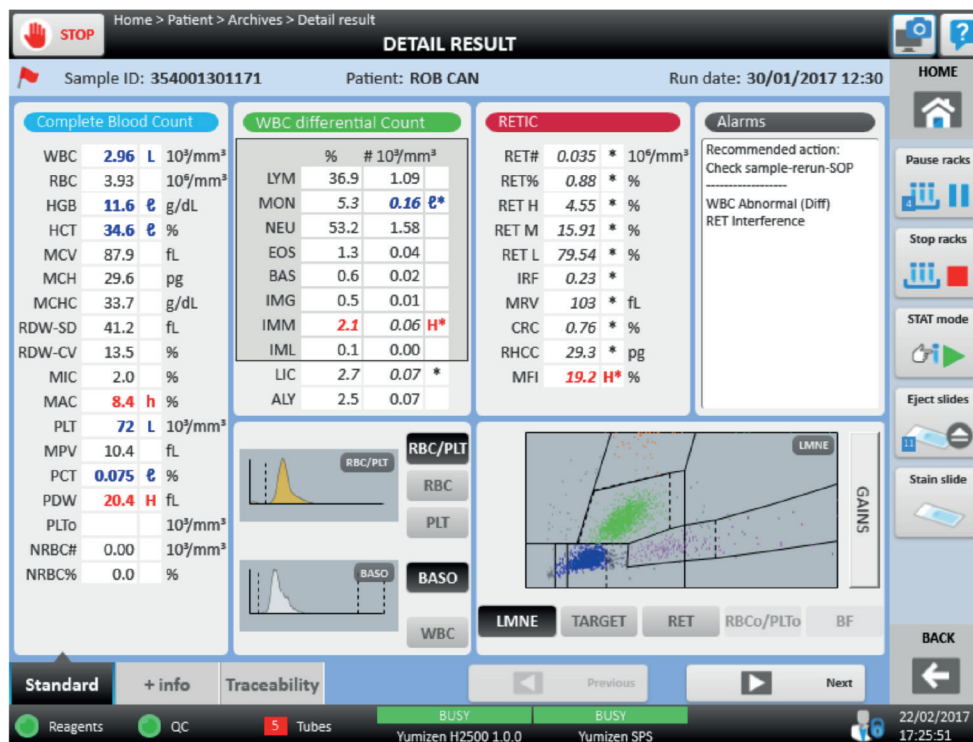 STOP
Home > Patient > Archives > Detail result
DETAIL RESULT
Sample ID: 354001301171 Patient: ROB CAN Run date: 30/01/2017 12:30
HOME
Complete Blood Count
WBC 2.96 L 10³/mm³
RBC 3.93 10⁶/mm³
HGB 11.6 ℓ g/dL
HCT 34.6 ℓ %
MCV 87.9 fL
MCH 29.6 pg
MCHC 33.7 g/dL
RDW-SD 41.2 fL
RDW-CV 13.5 %
MIC 2.0 %
MAC 8.4 h %
PLT 72 L 10³/mm³
MPV 10.4 fL
PCT 0.075 ℓ %
PDW 20.4 H fL
PLTo 10³/mm³
NRBC# 0.00 10³/mm³
NRBC% 0.0 %
WBC differential Count
% # 10³/mm³
LYM 36.9 1.09
MON 5.3 0.16 ℓ*
NEU 53.2 1.58
EOS 1.3 0.04
BAS 0.6 0.02
IMG 0.5 0.01
IMM 2.1 0.06 H*
IML 0.1 0.00
LIC 2.7 0.07 *
ALY 2.5 0.07
RETIC
RET# 0.035 * 10⁶/mm³
RET% 0.88 * %
RET H 4.55 * %
RET M 15.91 * %
RET L 79.54 * %
IRF 0.23 *
MRV 103 * fL
CRC 0.76 * %
RHCC 29.3 * pg
MFI 19.2 H* %
Alarms
Recommended action:
Check sample-rerun-SOP
------------------
WBC Abnormal (Diff)
RET Interference
RBC/PLT
RBC/PLT
RBC
PLT
BASO
BASO
WBC
LMNE
GAINS
LMNE TARGET RET RBCo/PLTo BF
Pause racks
4
Stop racks
STAT mode
Eject slides
11
Stain slide
BACK
Standard + info Traceability
Previous Next
Reagents QC 5 Tubes
BUSY BUSY
Yumizen H2500 1.0.0 Yumizen SPS
22/02/2017
17:25:51
?